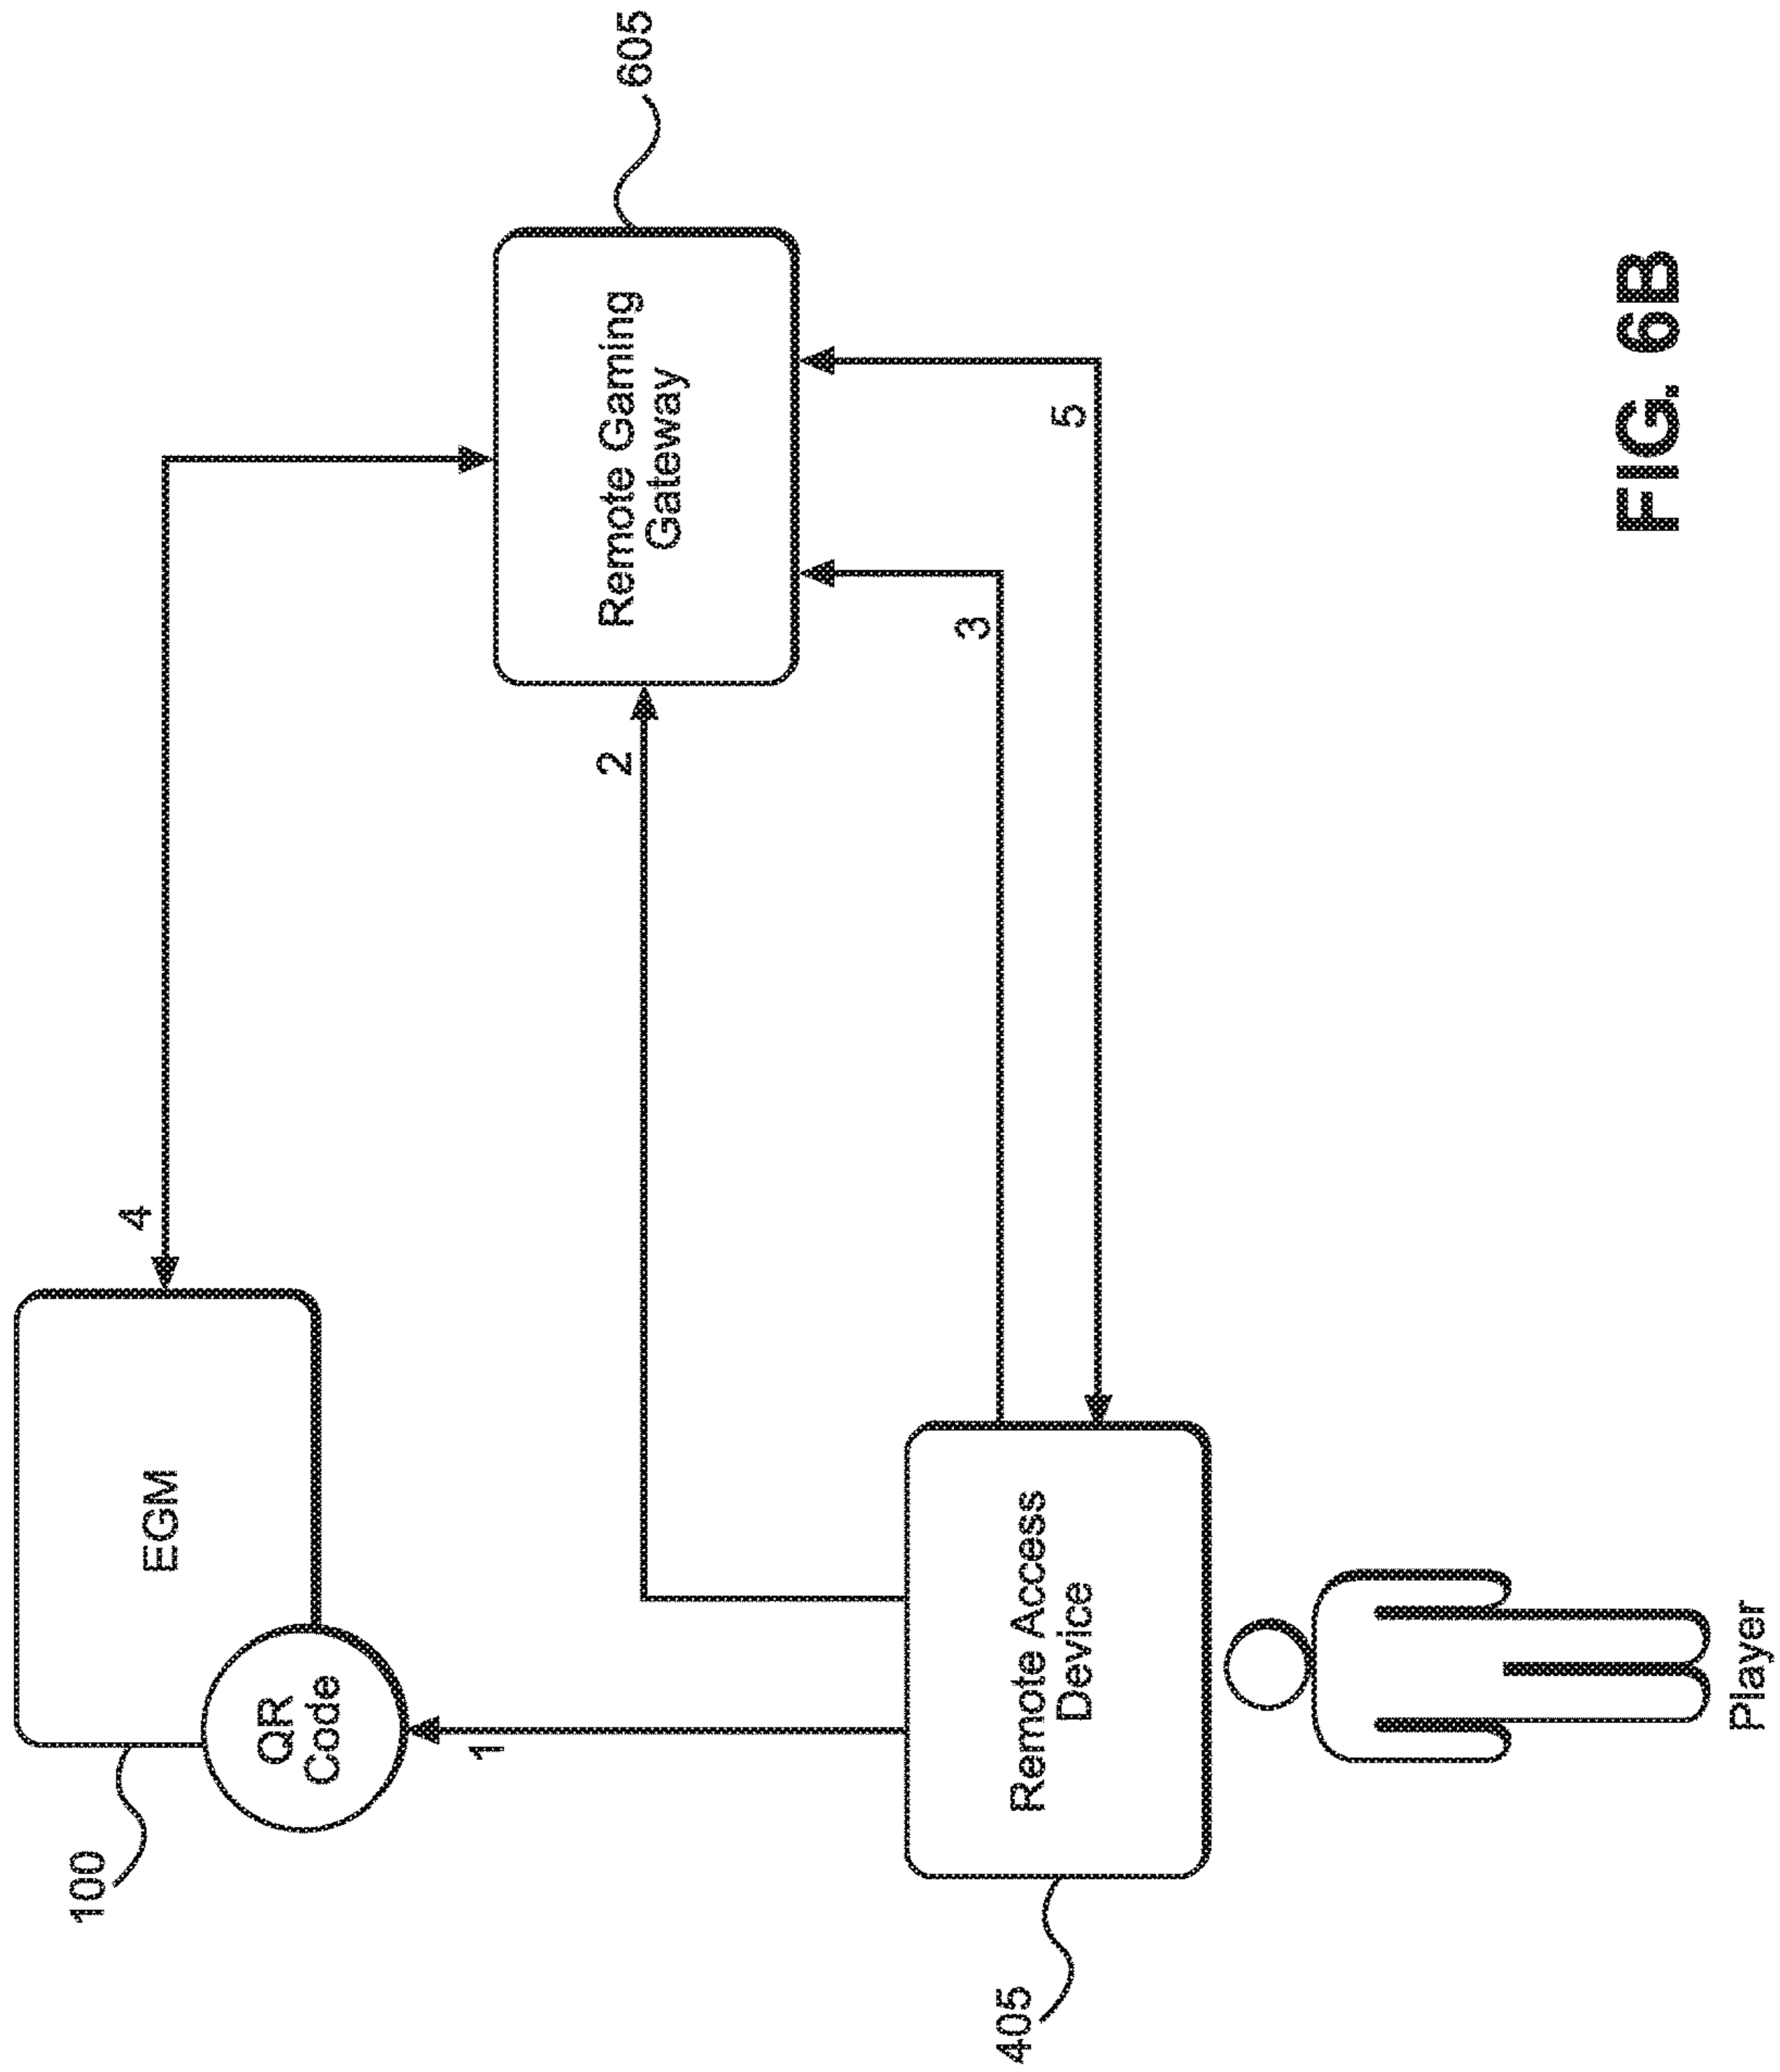 100
EGM
QR
Code
4
1
2
605
Remote Gaming
Gateway
3
5
405
Remote Access
Device
Player
FIG. 6B